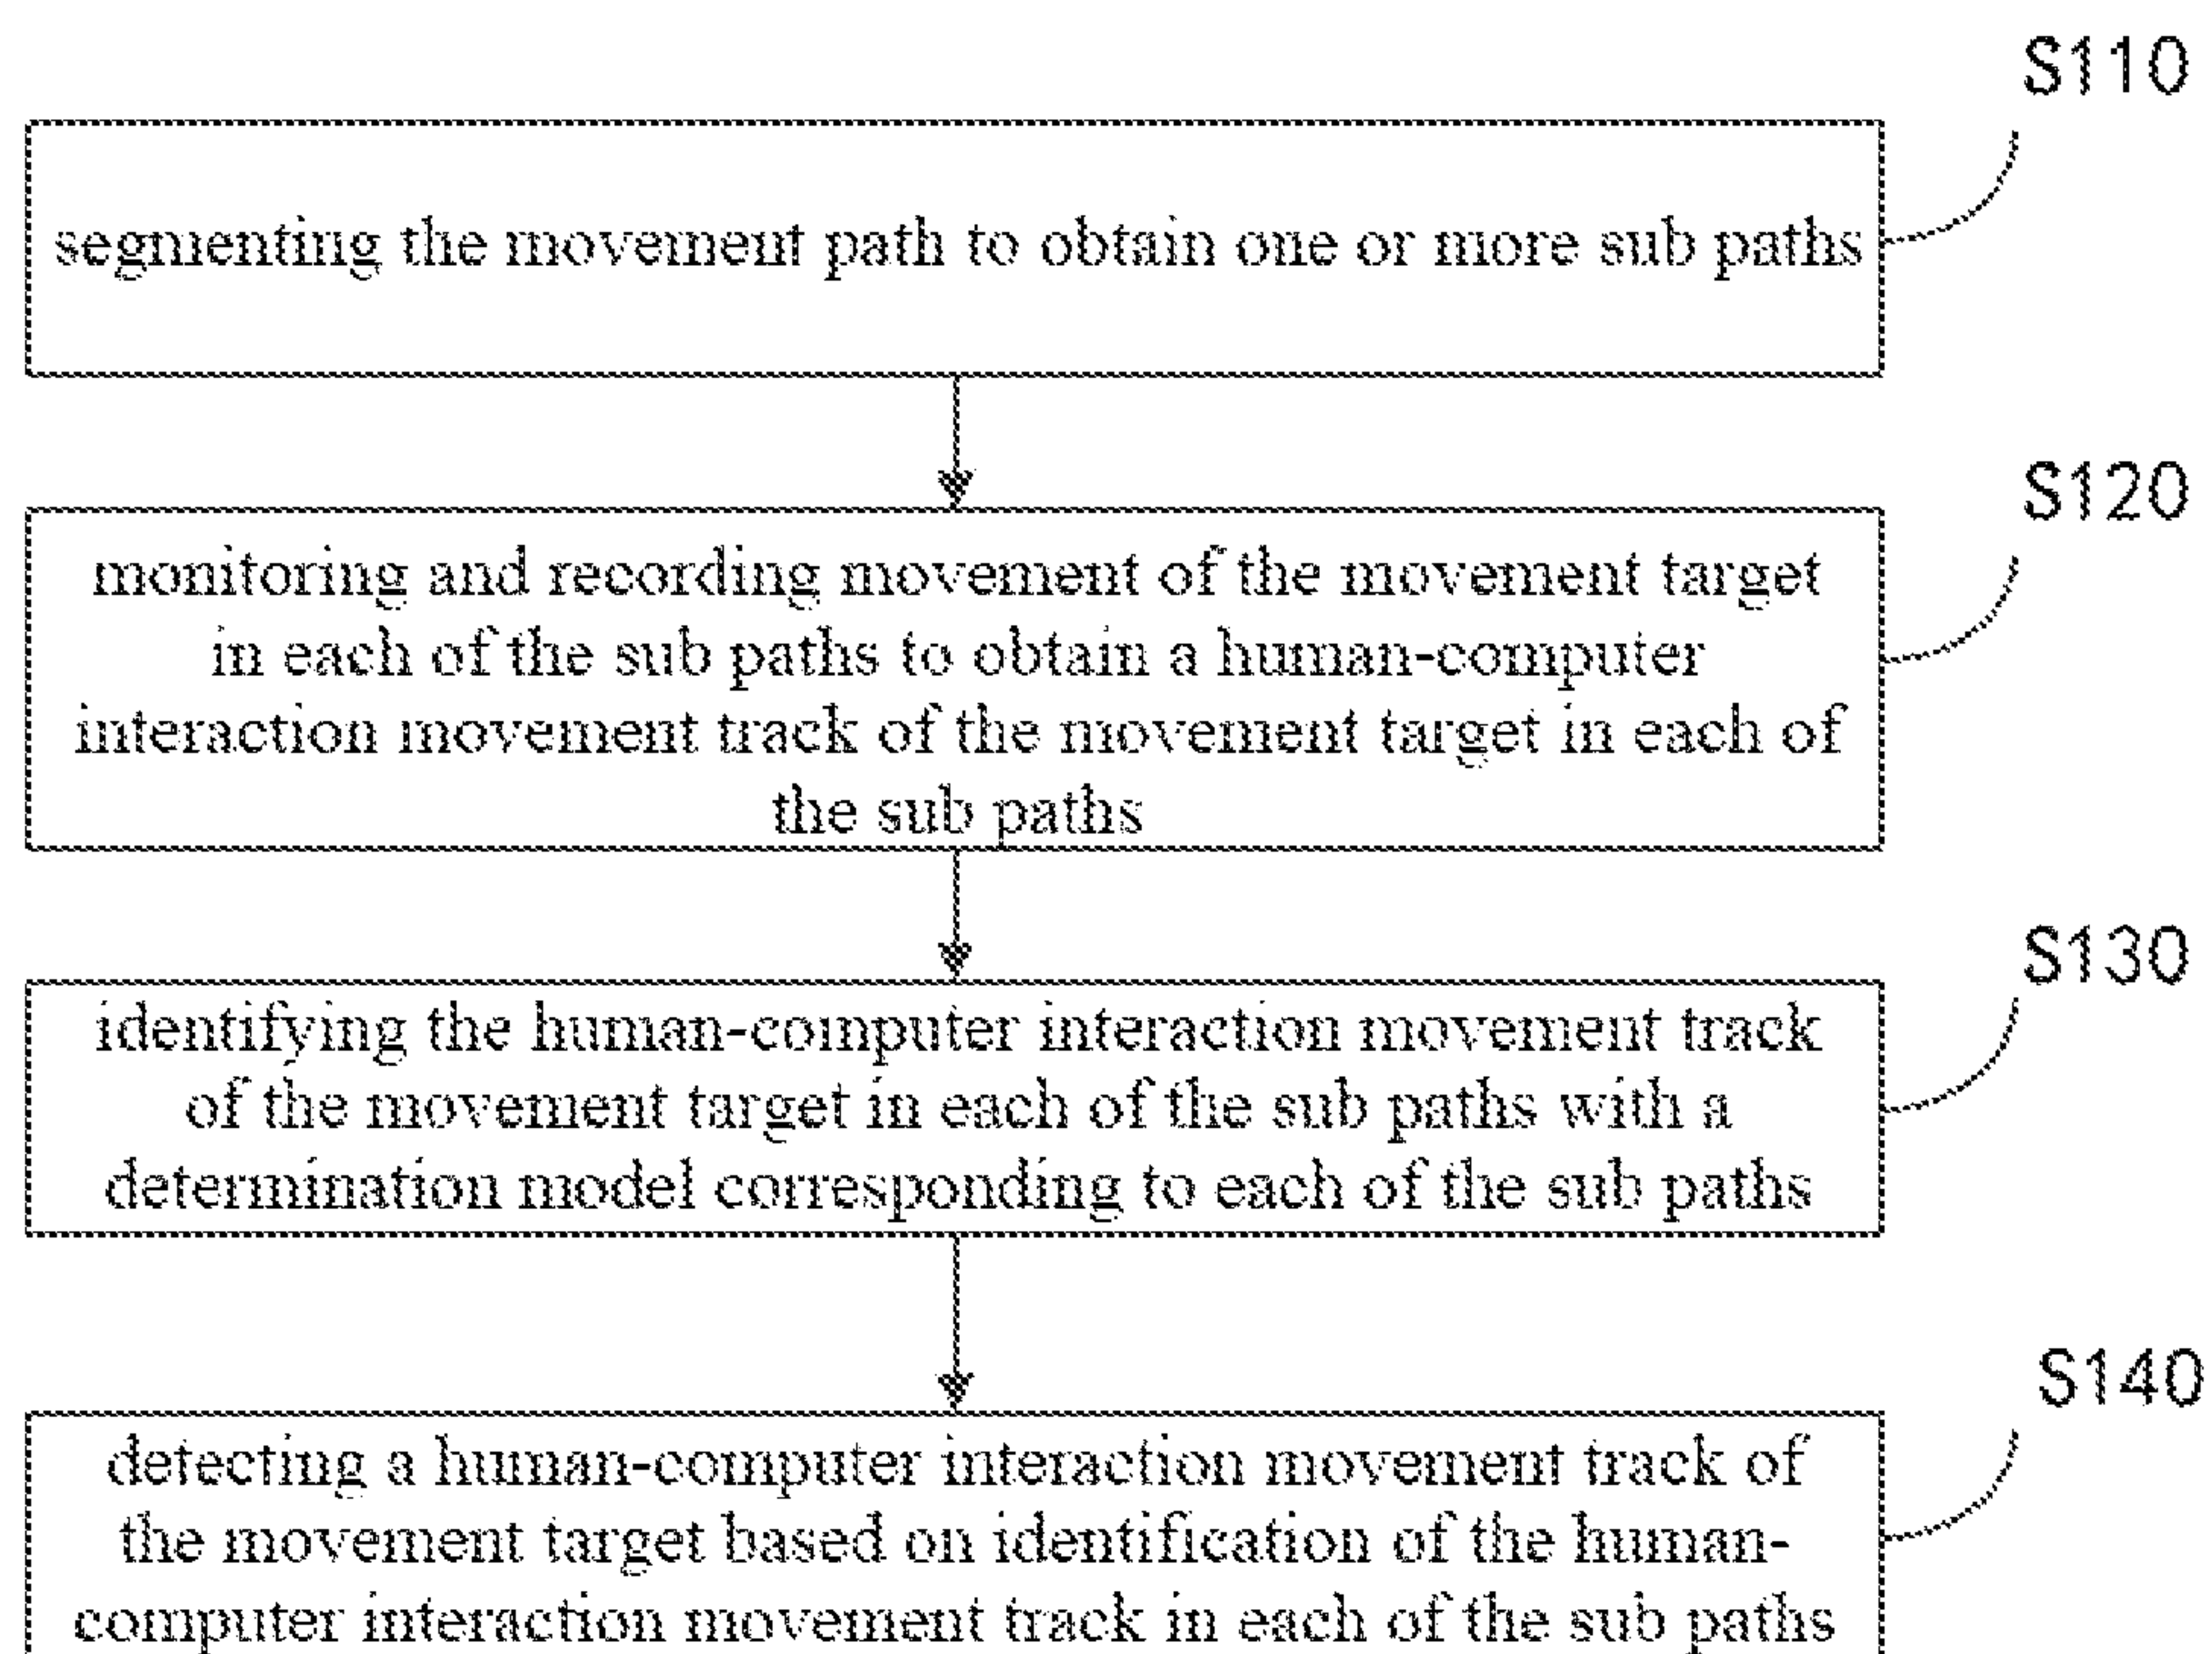 S110
segmenting the movement path to obtain one or more sub paths
S120
monitoring and recording movement of the movement target
in each of the sub paths to obtain a human-computer
interaction movement track of the movement target in each of
the sub paths
S130
identifying the human-computer interaction movement track
of the movement target in each of the sub paths with a
determination model corresponding to each of the sub paths
S140
detecting a human-computer interaction movement track of
the movement target based on identification of the human-
computer interaction movement track in each of the sub paths